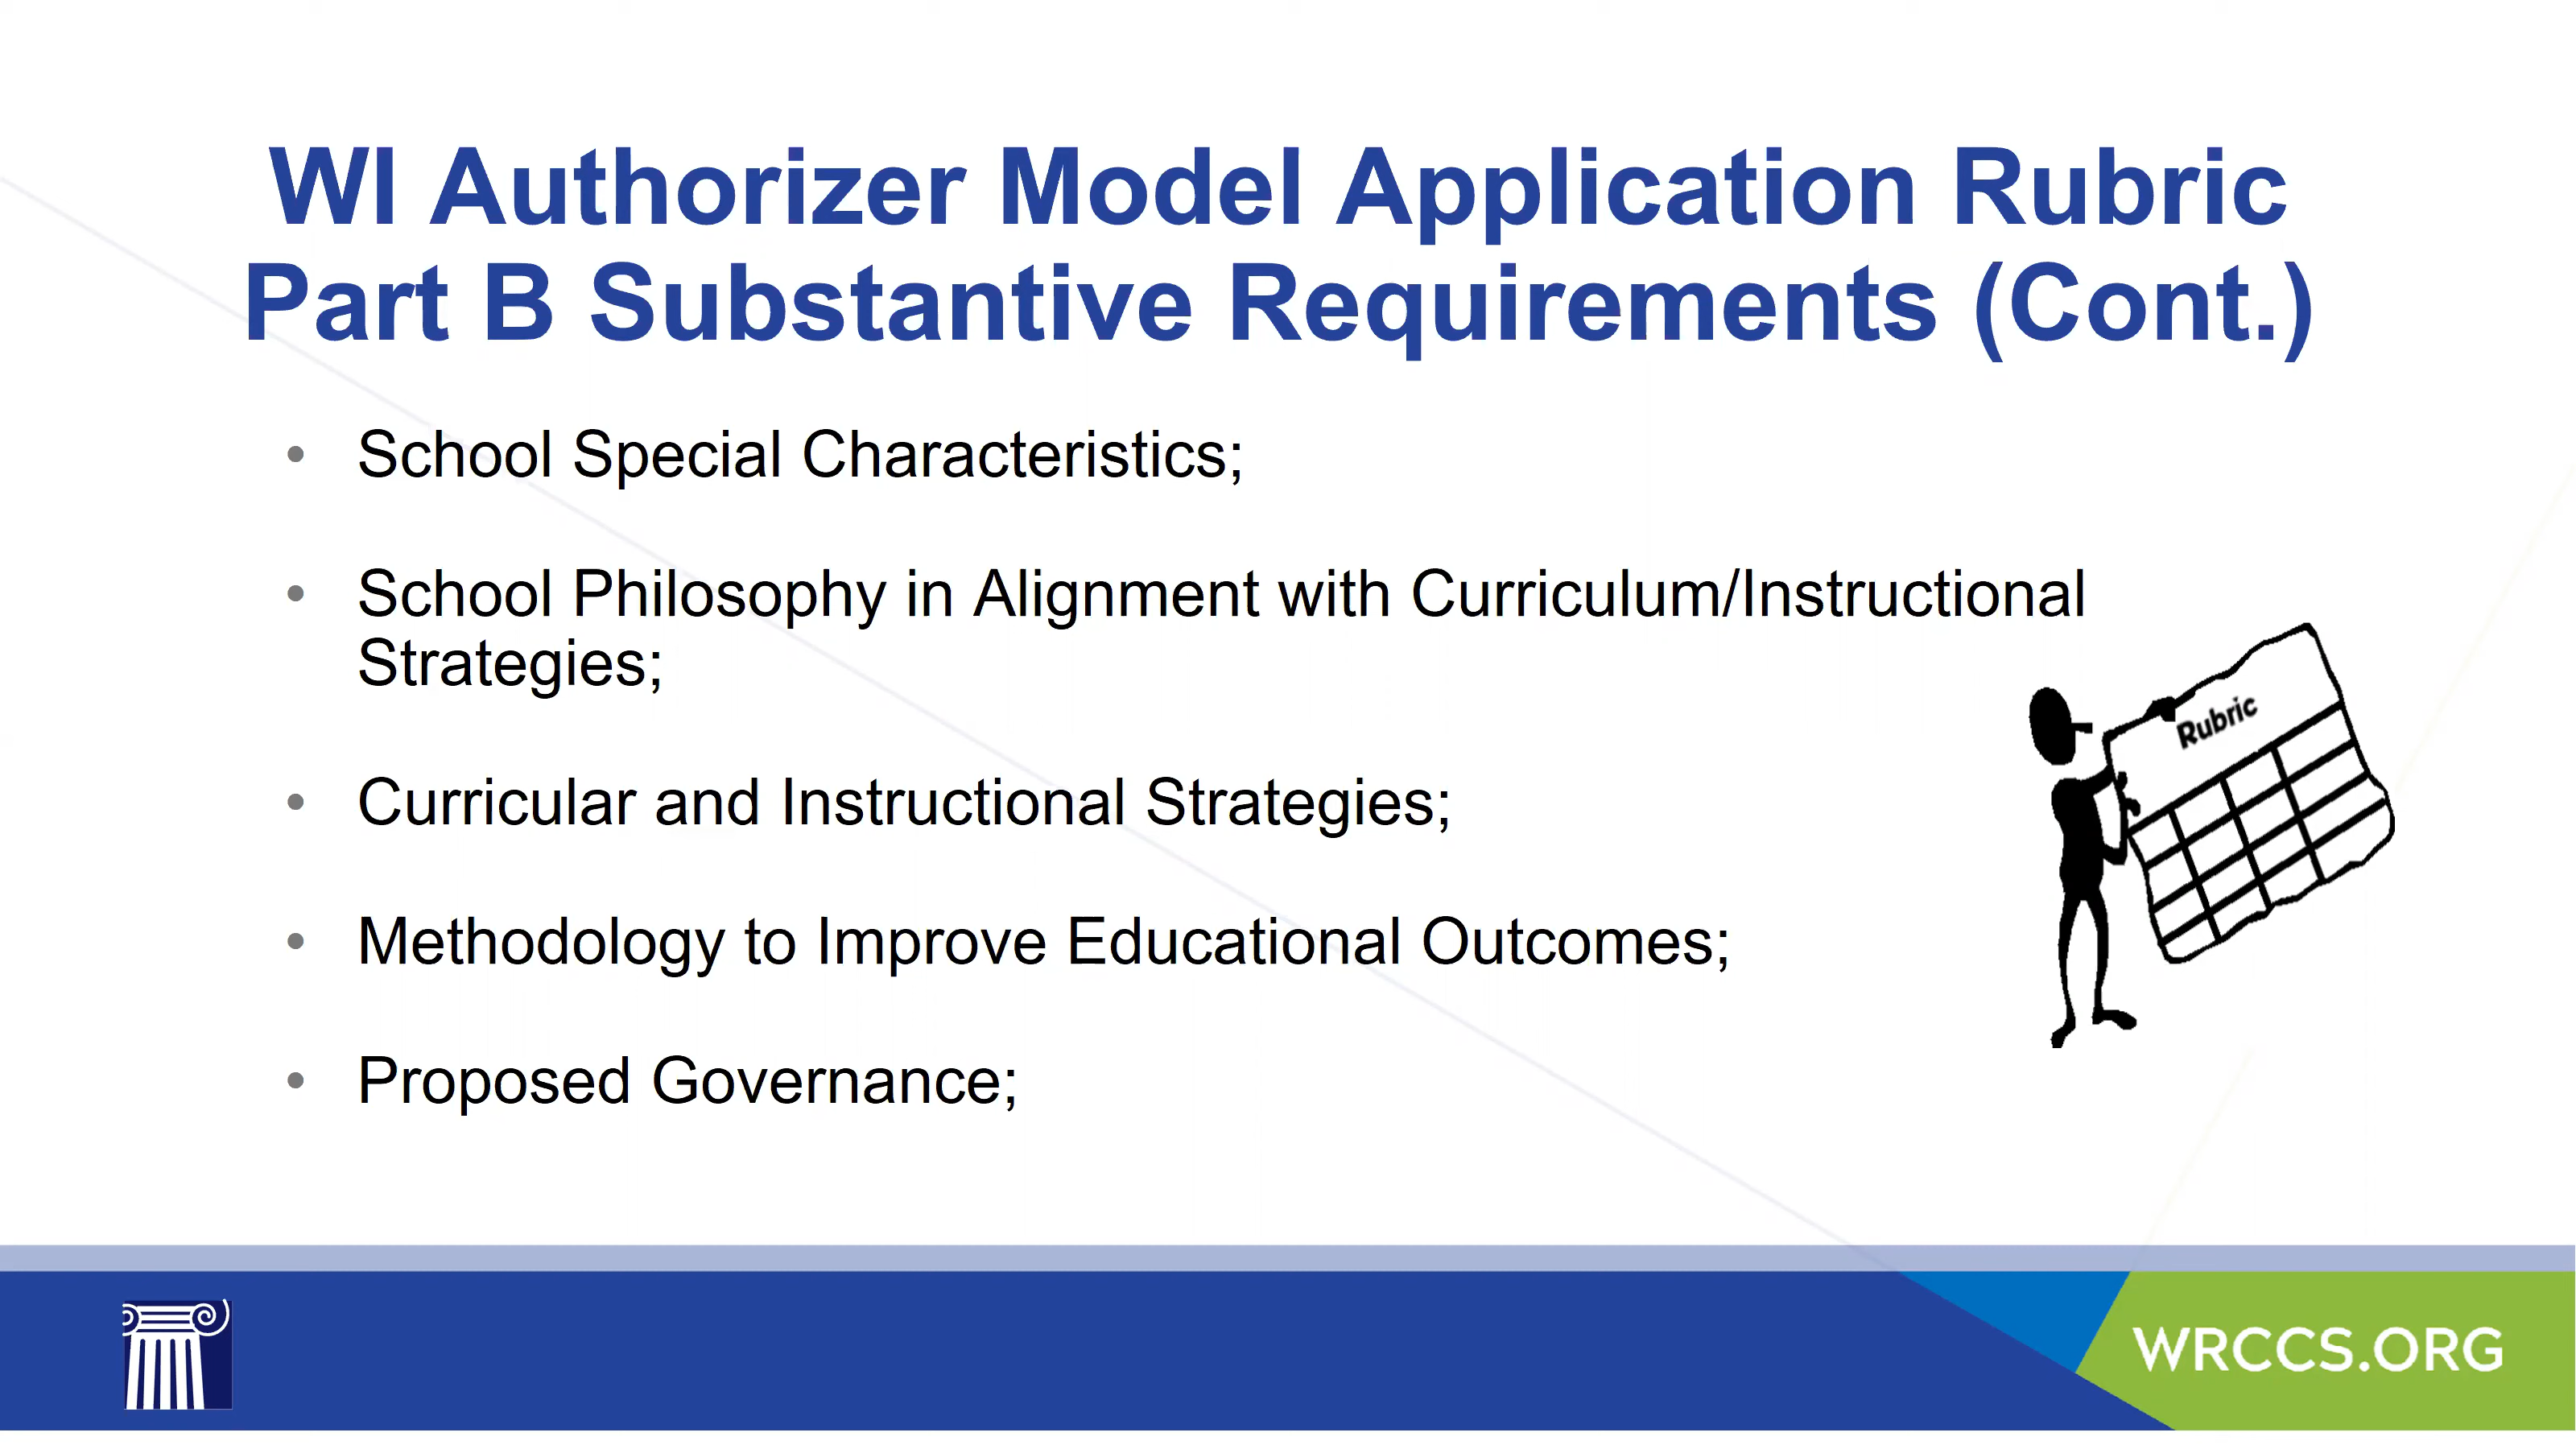 WI Authorizer Model Application Rubric
Part B Substantive Requirements (Cont.)
• School Special Characteristics;
• School Philosophy in Alignment with Curriculum/Instructional
Strategies;
• Curricular and Instructional Strategies;
• Methodology to Improve Educational Outcomes;
• Proposed Governance;
Rubric
WRCCS.ORG